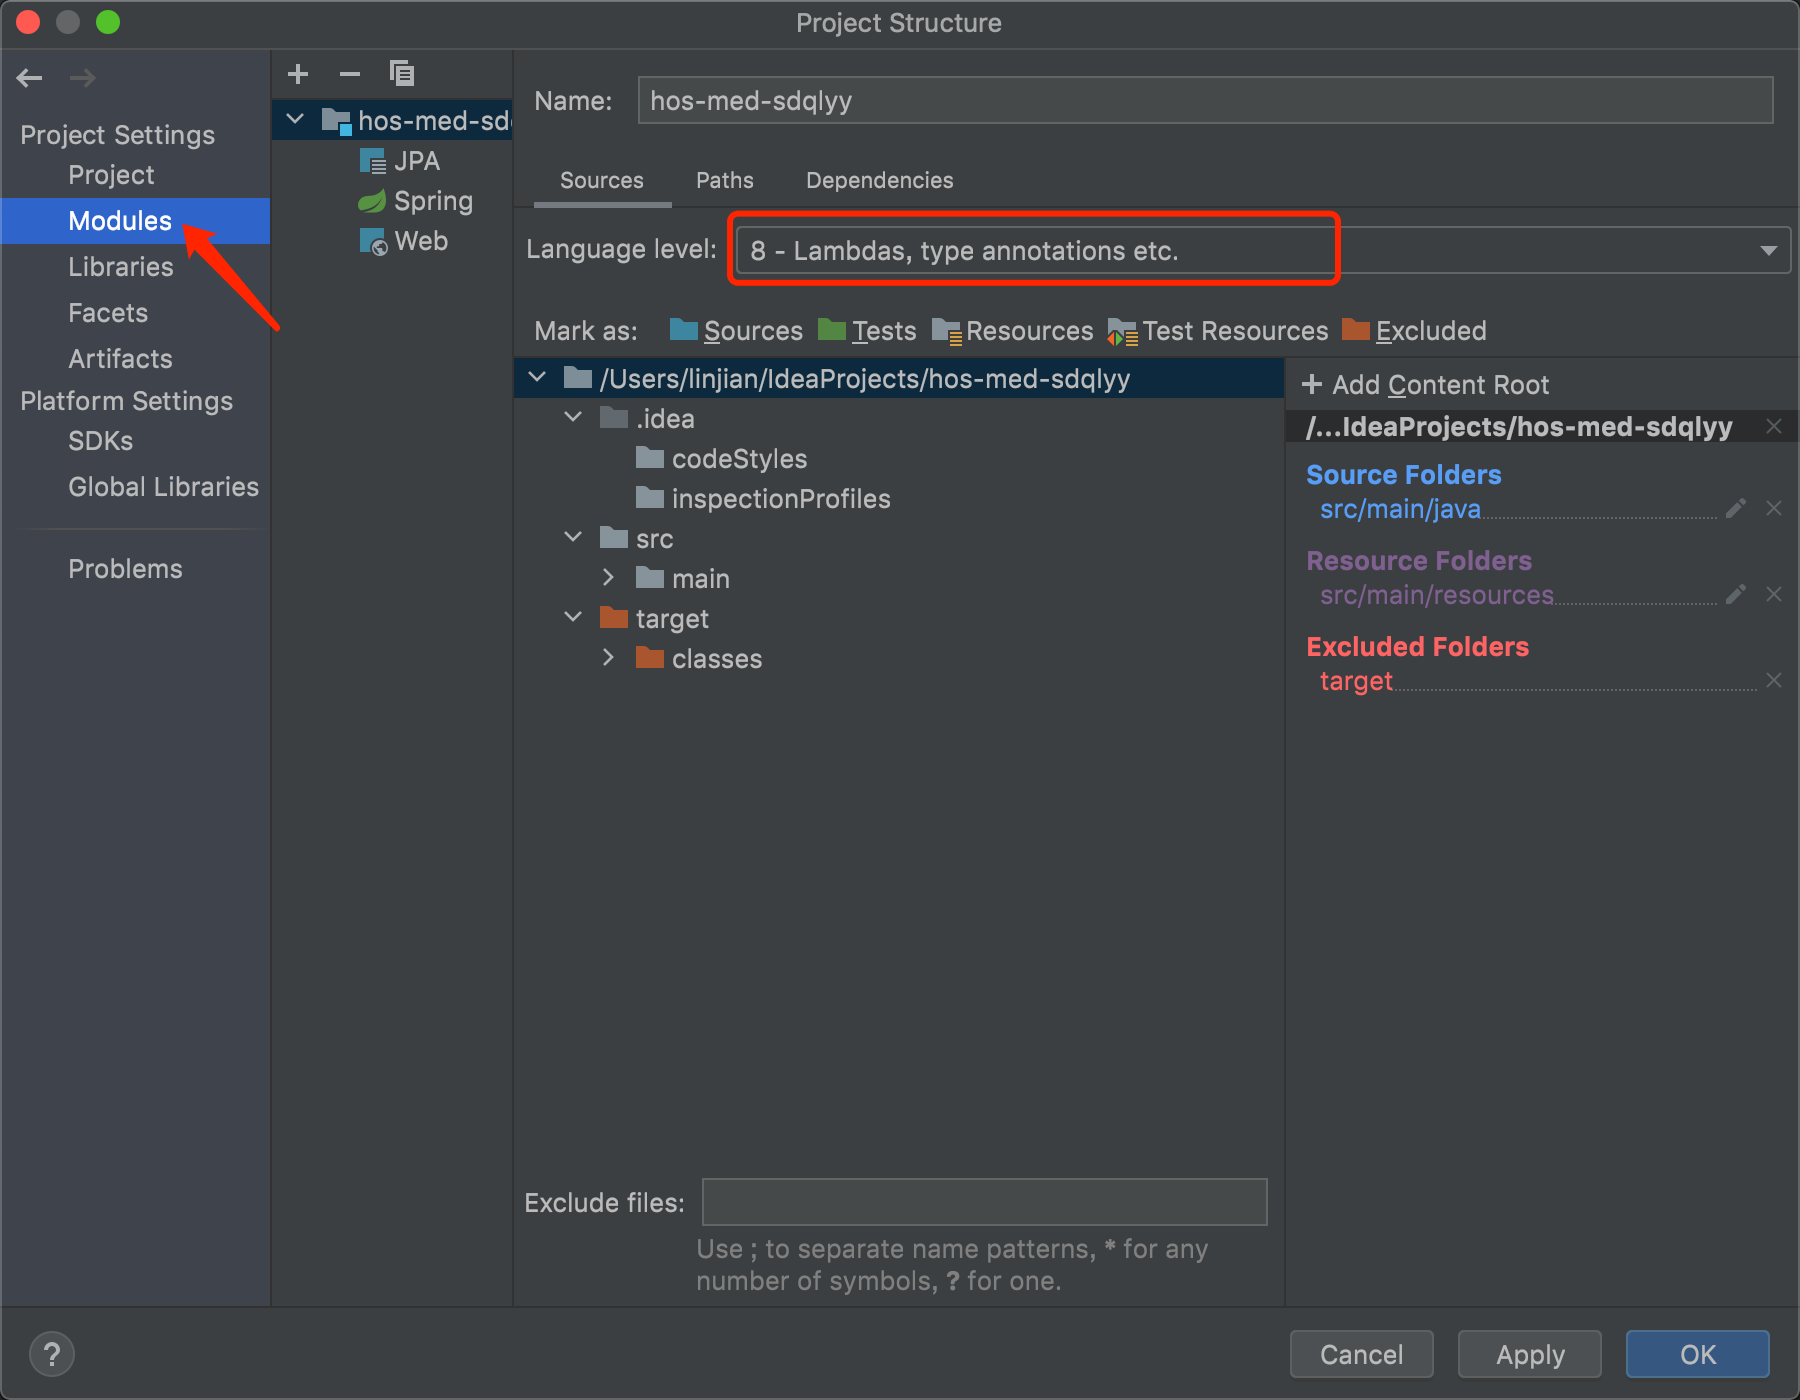 Project Structure
Project Settings
Project
Modules
Libraries
Facets
Artifacts
Platform Settings
SDKs
Global Libraries
Problems
hos-med-sd
JPA
Spring
Web
Name: hos-med-sdqlyy
Sources Paths Dependencies
Language level: 8 - Lambdas, type annotations etc.
Mark as: Sources Tests Resources Test Resources Excluded
/Users/linjian/IdeaProjects/hos-med-sdqlyy
.idea
codeStyles
inspectionProfiles
src
main
target
classes
Add Content Root
/...IdeaProjects/hos-med-sdqlyy
Source Folders
src/main/java
Resource Folders
src/main/resources
Excluded Folders
target
Exclude files:
Use ; to separate name patterns, * for any
number of symbols, ? for one.
?
Cancel Apply OK